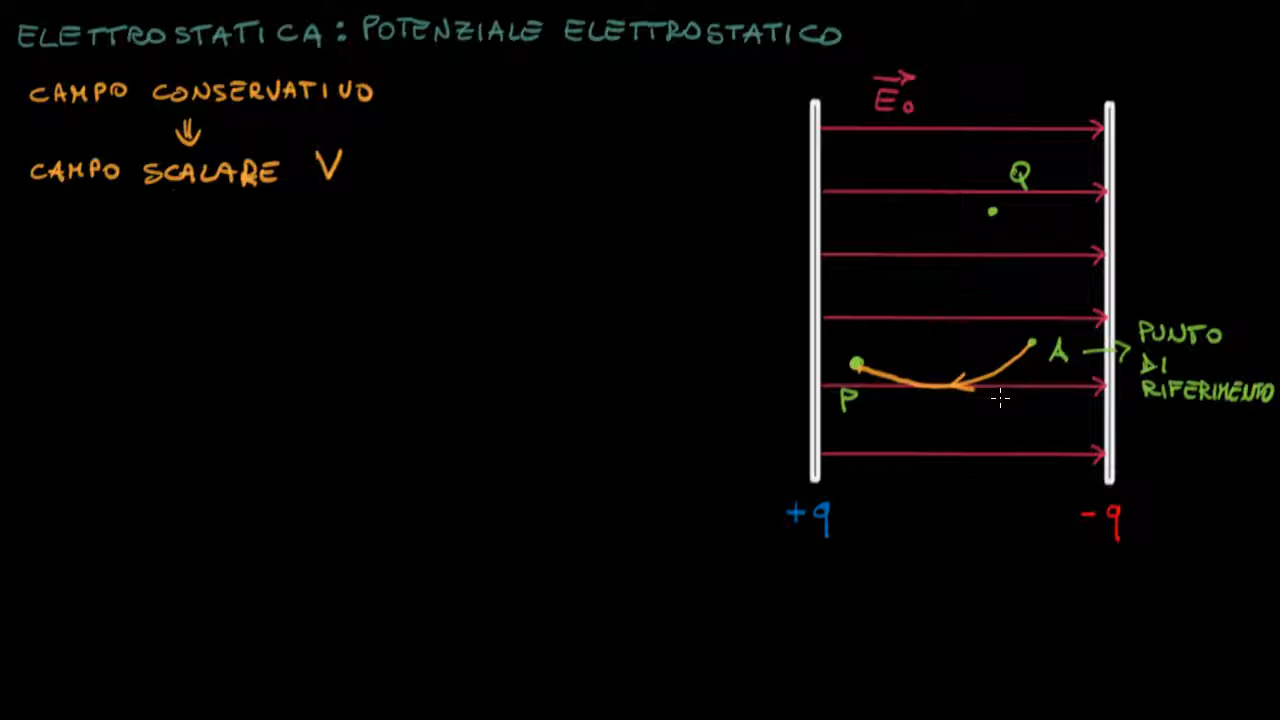 ELETTROSTATICA: POTENZIALE ELETTROSTATICO
CAMPO CONSERVATIVO
⇓
CAMPO SCALARE V
E₀
Q
A → PUNTO
DI
RIFERIMENTO
P
+q
-q